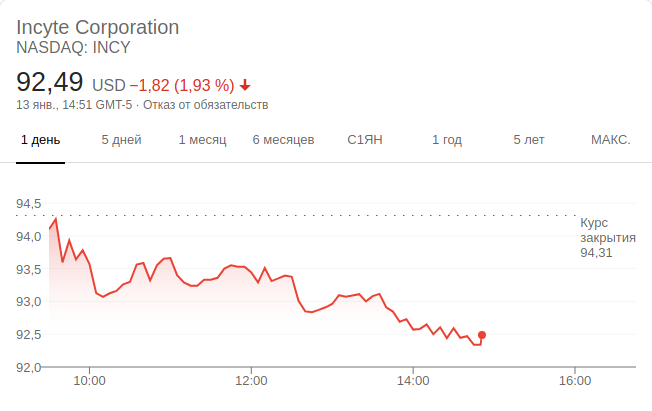 Incyte Corporation
NASDAQ: INCY
92,49 USD −1,82 (1,93 %) ↓
13 янв., 14:51 GMT-5 · Отказ от обязательств
1 день 5 дней 1 месяц 6 месяцев С1ЯН 1 год 5 лет МАКС.
94,5
94,0
93,5
93,0
92,5
92,0
Курс
закрытия
94,31
10:00 12:00 14:00 16:00